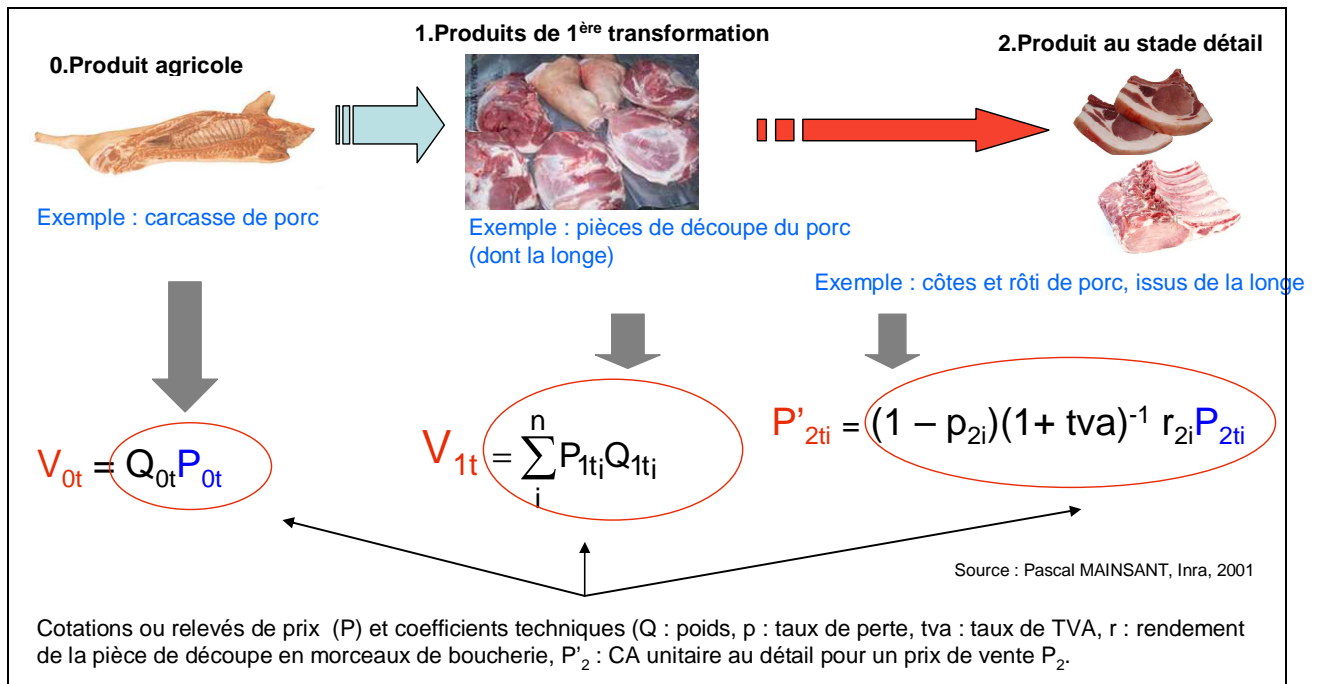 1.Produits de 1ère transformation
0.Produit agricole
2.Produit au stade détail
Exemple : carcasse de porc
Exemple : pièces de découpe du porc
(dont la longe)
Exemple : côtes et rôti de porc, issus de la longe
V0t = Q0tP0t
V1t = ∑ i n P1ti Q1ti
P’2ti = (1 – p2i)(1+ tva)-1 r2iP2ti
Source : Pascal MAINSANT, Inra, 2001
Cotations ou relevés de prix (P) et coefficients techniques (Q : poids, p : taux de perte, tva : taux de TVA, r : rendement
de la pièce de découpe en morceaux de boucherie, P’2 : CA unitaire au détail pour un prix de vente P2.